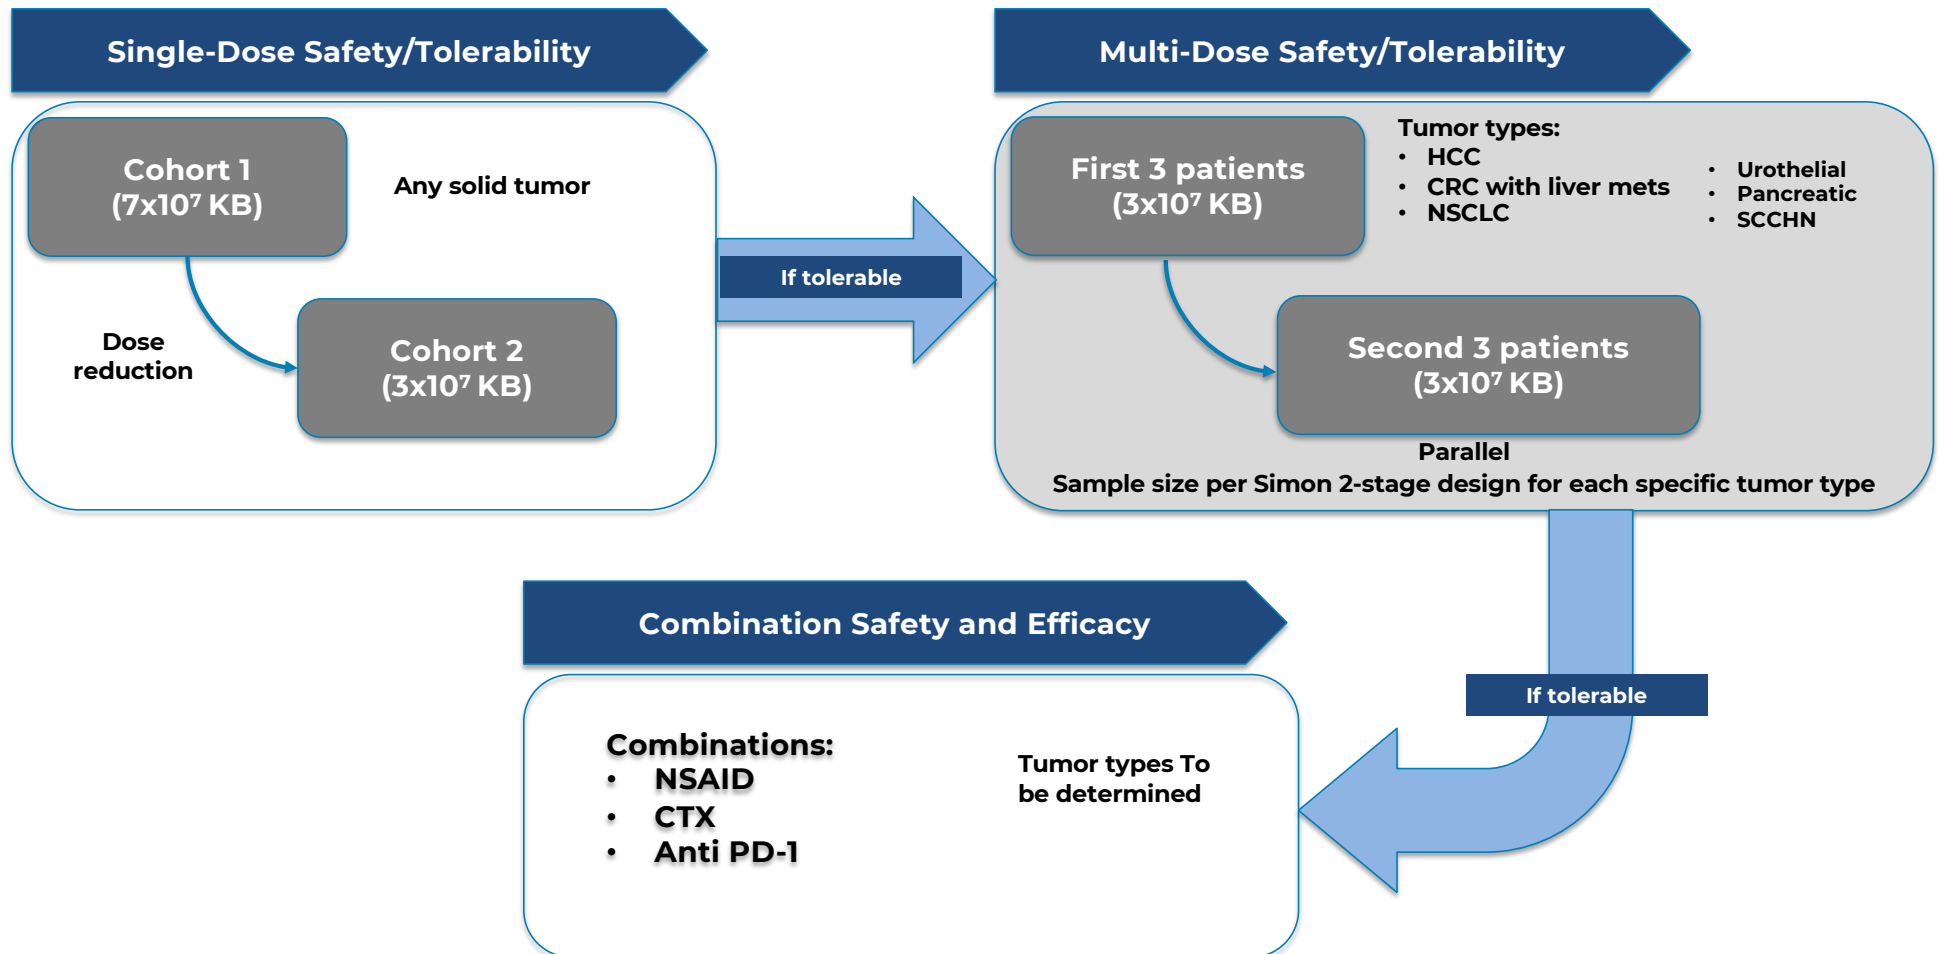 Single-Dose Safety/Tolerability
Cohort 1
(7x10⁷ KB)
Any solid tumor
Dose
reduction
Cohort 2
(3x10⁷ KB)
If tolerable
Multi-Dose Safety/Tolerability
First 3 patients
(3x10⁷ KB)
Tumor types:
• HCC
• CRC with liver mets
• NSCLC
• Urothelial
• Pancreatic
• SCCHN
Second 3 patients
(3x10⁷ KB)
Parallel
Sample size per Simon 2-stage design for each specific tumor type
If tolerable
Combination Safety and Efficacy
Combinations:
• NSAID
• CTX
• Anti PD-1
Tumor types To
be determined